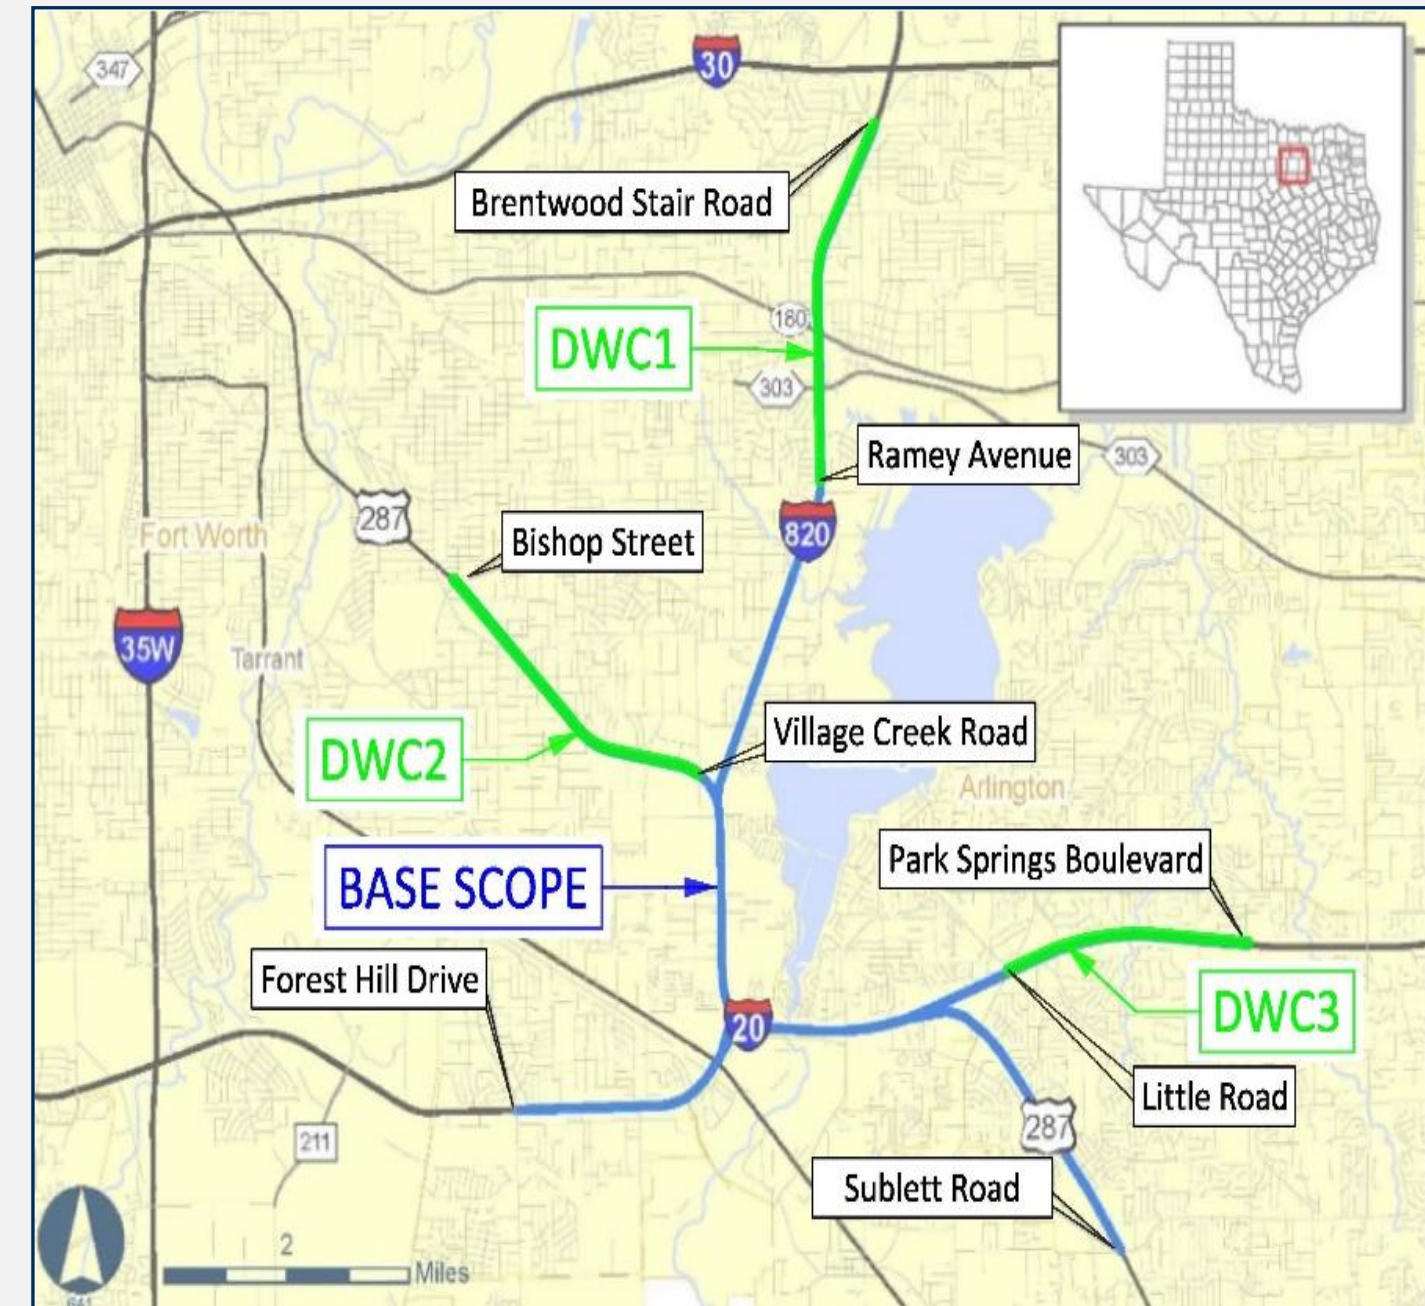 347
30
Brentwood Stair Road
DWC1
180
303
Ramey Avenue
303
287
820
Bishop Street
Fort Worth
35W
Tarrant
Village Creek Road
DWC2
Arlington
Park Springs Boulevard
BASE SCOPE
Forest Hill Drive
20
DWC3
Little Road
287
211
Sublett Road
2
Miles